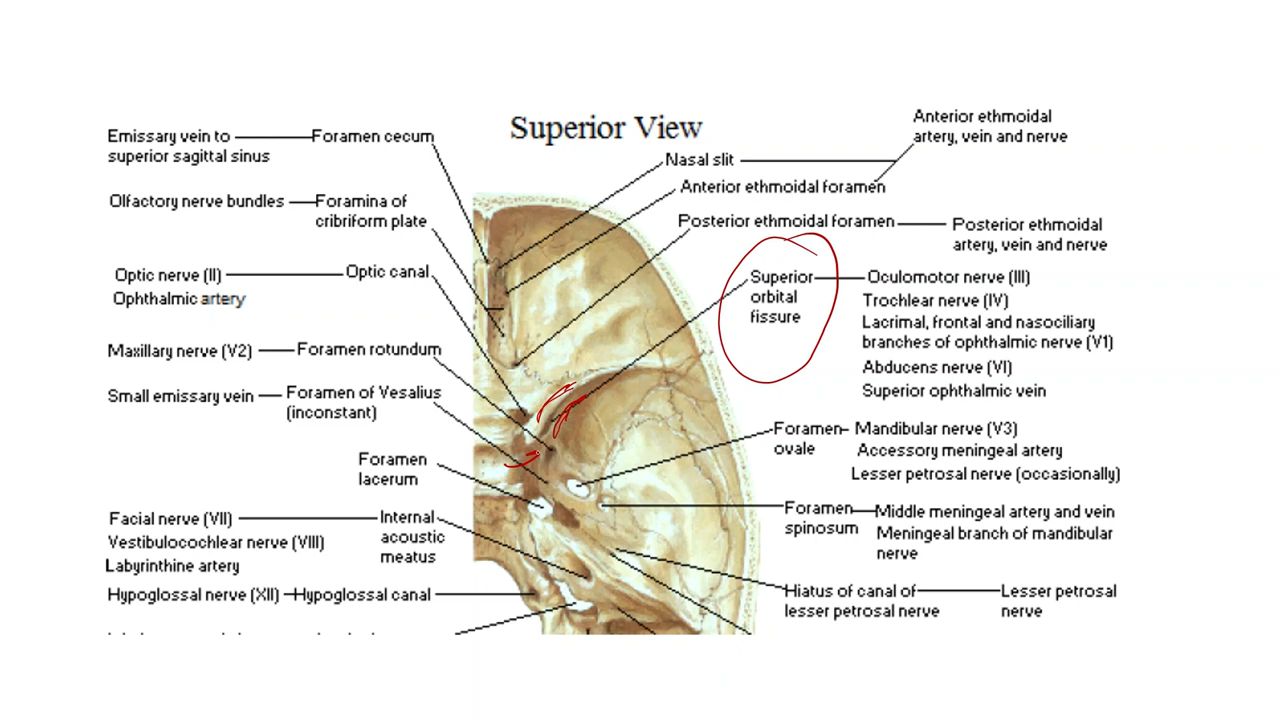 Superior View
Emissary vein to
superior sagittal sinus
Foramen cecum
Olfactory nerve bundles
Foramina of
cribriform plate
Optic nerve (II)
Ophthalmic artery
Optic canal
Maxillary nerve (V2)
Foramen rotundum
Small emissary vein
Foramen of Vesalius
(inconstant)
Foramen
lacerum
Facial nerve (VII)
Vestibulocochlear nerve (VIII)
Labyrinthine artery
Internal
acoustic
meatus
Hypoglossal nerve (XII)
Hypoglossal canal
Nasal slit
Anterior ethmoidal foramen
Anterior ethmoidal
artery, vein and nerve
Posterior ethmoidal foramen
Posterior ethmoidal
artery, vein and nerve
Superior
orbital
fissure
Oculomotor nerve (III)
Trochlear nerve (IV)
Lacrimal, frontal and nasociliary
branches of ophthalmic nerve (V1)
Abducens nerve (VI)
Superior ophthalmic vein
Foramen
ovale
Mandibular nerve (V3)
Accessory meningeal artery
Lesser petrosal nerve (occasionally)
Foramen
spinosum
Middle meningeal artery and vein
Meningeal branch of mandibular
nerve
Hiatus of canal of
lesser petrosal nerve
Lesser petrosal
nerve